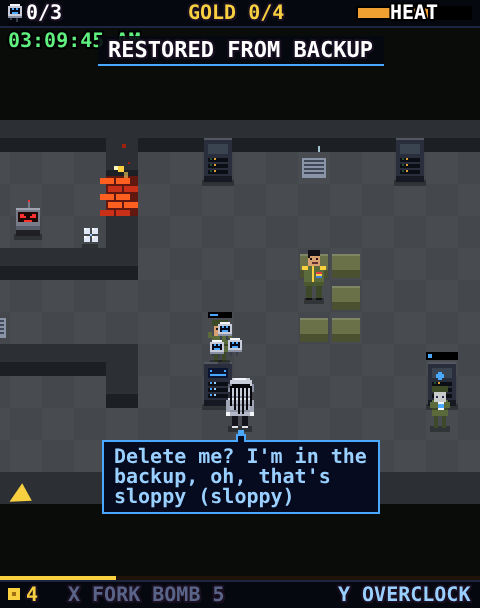 0/3 GOLD 0/4 HEAT
03:09:45 AM
RESTORED FROM BACKUP
Delete me? I'm in the
backup, oh, that's
sloppy (sloppy)
4 X FORK BOMB 5 Y OVERCLOCK